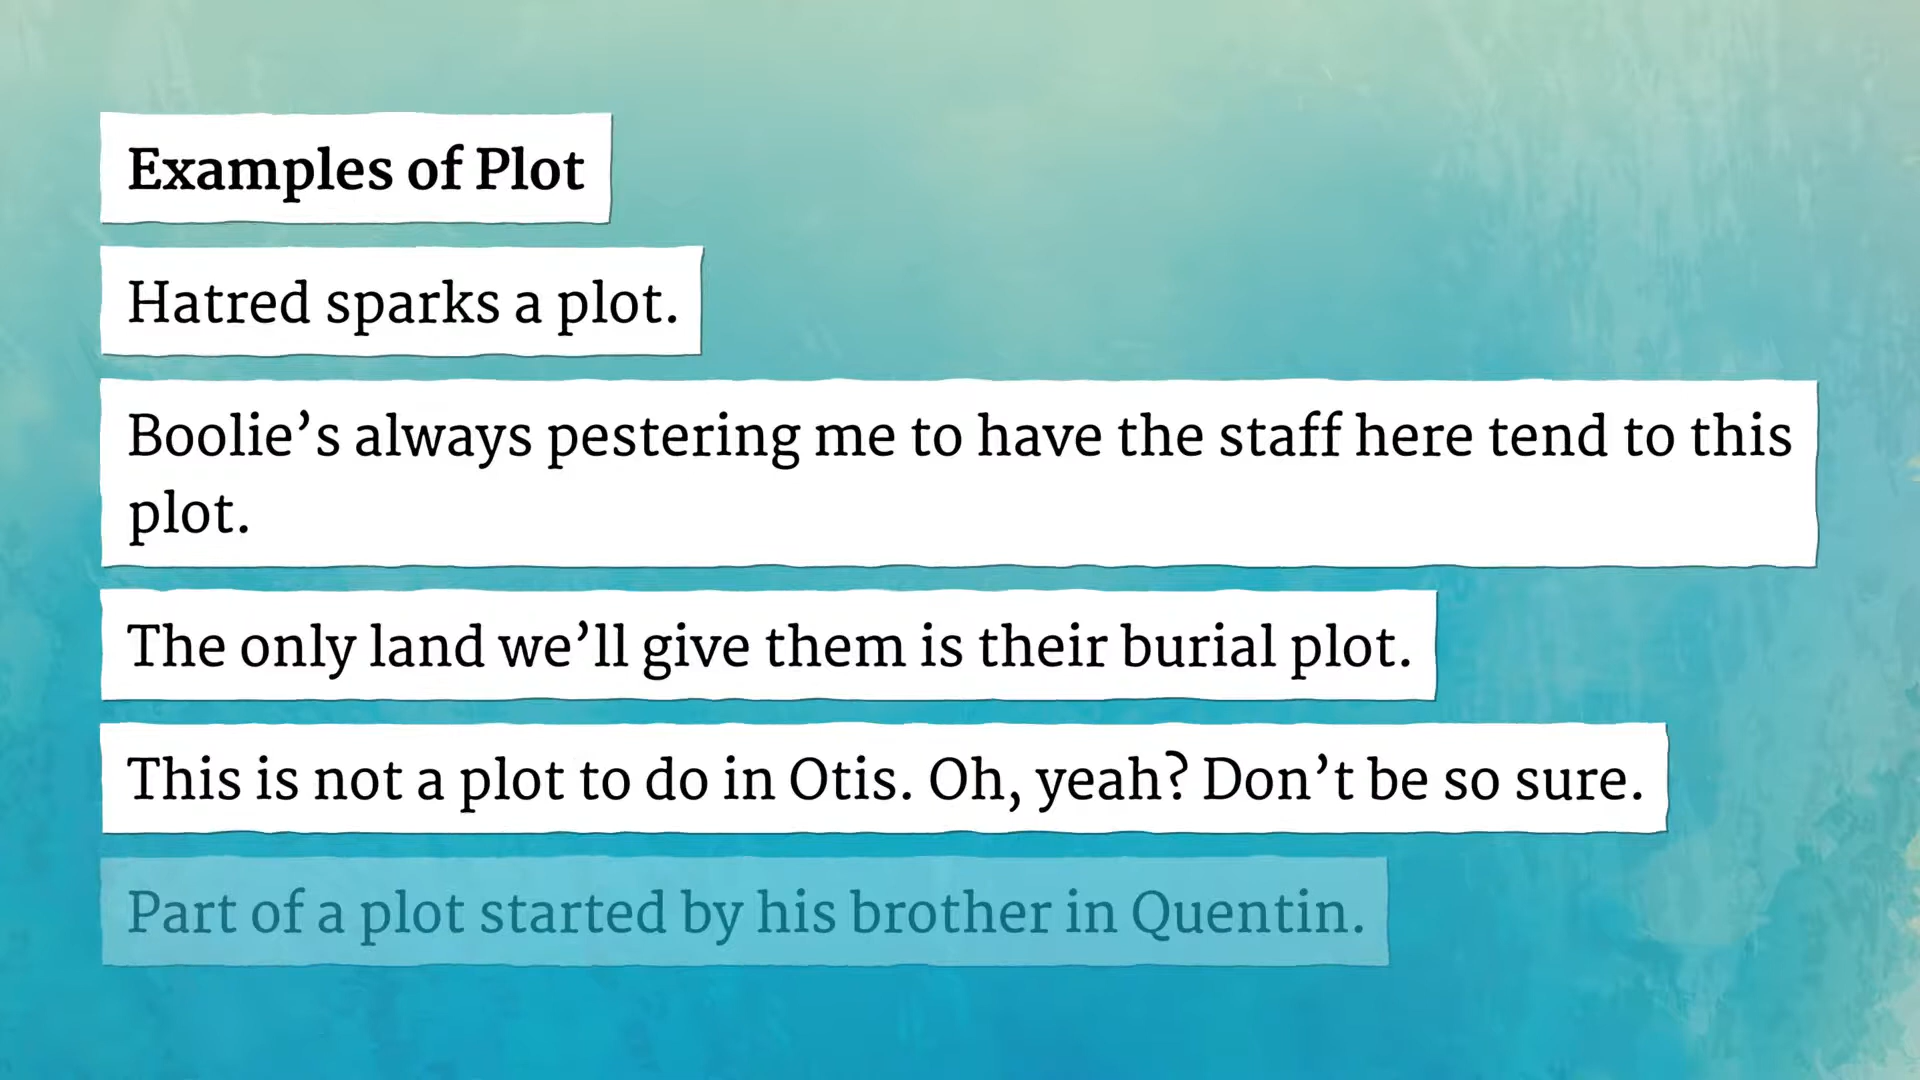 Examples of Plot
Hatred sparks a plot.
Boolie’s always pestering me to have the staff here tend to this
plot.
The only land we’ll give them is their burial plot.
This is not a plot to do in Otis. Oh, yeah? Don’t be so sure.
Part of a plot started by his brother in Quentin.